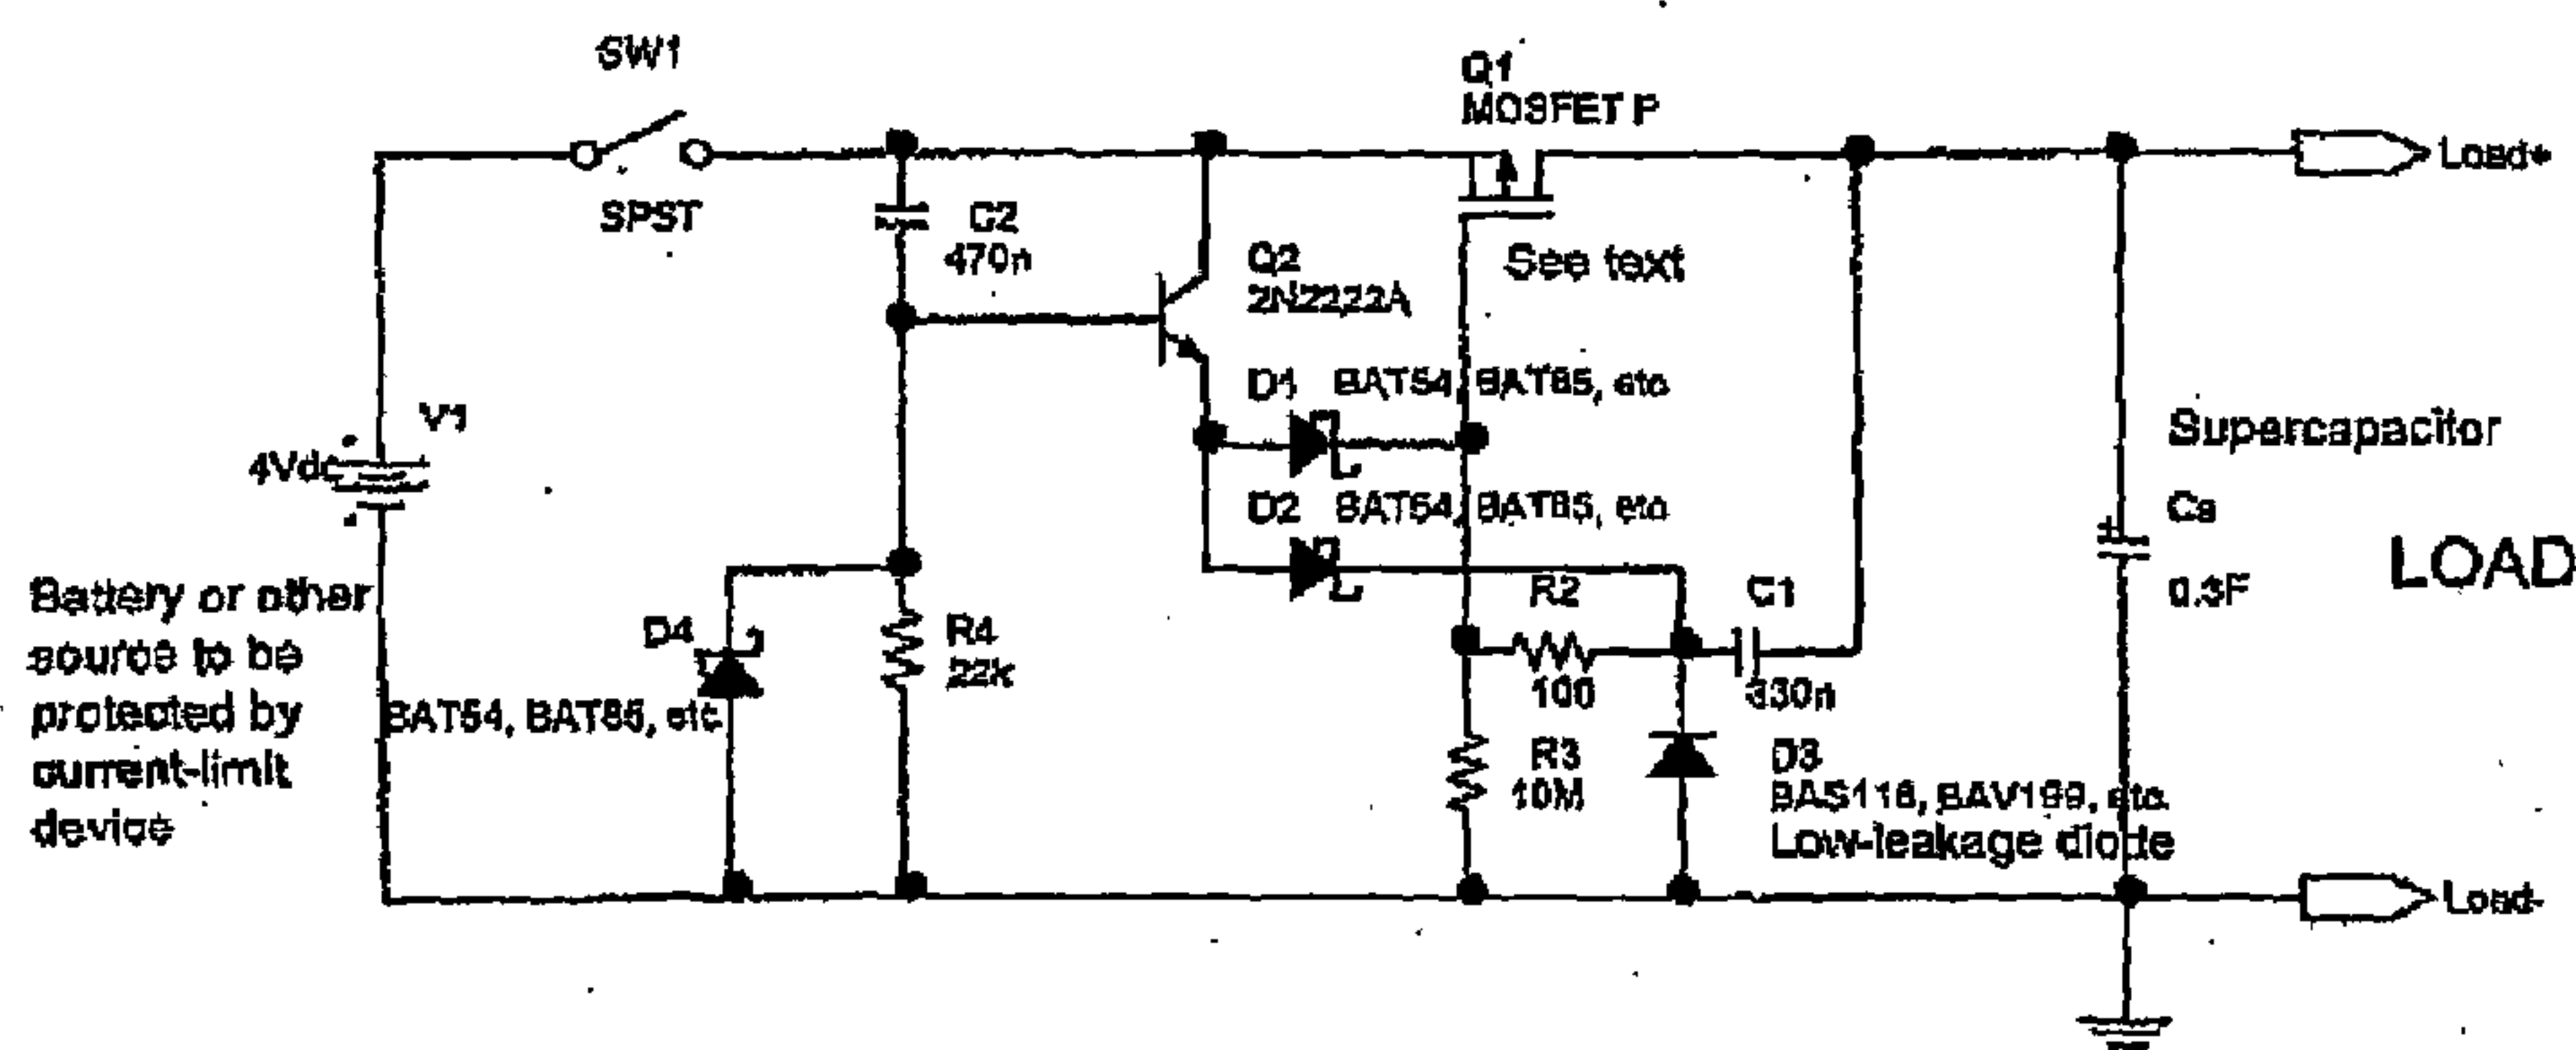 SW1
SPST
C2
470n
Q2
2N2222A
Q1
MOSFET P
See text
Load+
V1
4Vdc
D1 BAT54, BAT85, etc
D2 BAT54, BAT85, etc
Supercapacitor
Cs
0.3F
LOAD
Battery or other
source to be
protected by
current-limit
device
D4
BAT54, BAT85, etc
R4
22k
R2
100
C1
330n
R3
10M
D3
BAS116, BAV199, etc.
Low-leakage diode
Load-